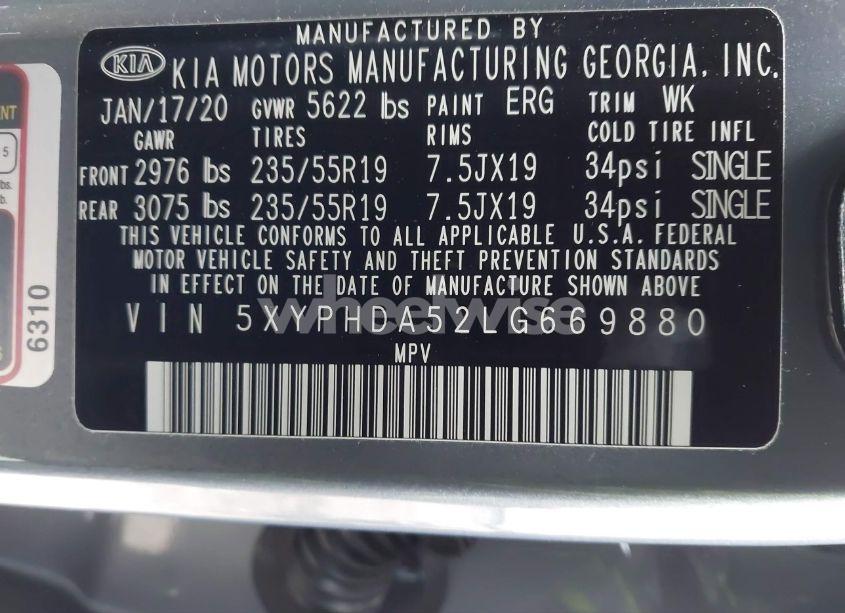 MANUFACTURED BY
KIA KIA MOTORS MANUFACTURING GEORGIA, INC.
JAN/17/20 GVWR 5622 lbs PAINT ERG TRIM WK
GAWR TIRES RIMS COLD TIRE INFL
FRONT 2976 lbs 235/55R19 7.5JX19 34psi SINGLE
REAR 3075 lbs 235/55R19 7.5JX19 34psi SINGLE
THIS VEHICLE CONFORMS TO ALL APPLICABLE U.S.A. FEDERAL
MOTOR VEHICLE SAFETY AND THEFT PREVENTION STANDARDS
IN EFFECT ON THE DATE OF MANUFACTURE SHOWN ABOVE
VIN 5XYPHDA52LG669880
MPV
wheelwise
6310
5